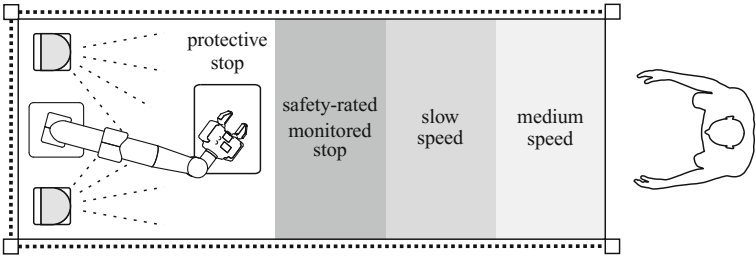 protective
stop
safety-rated
monitored
stop
slow
speed
medium
speed